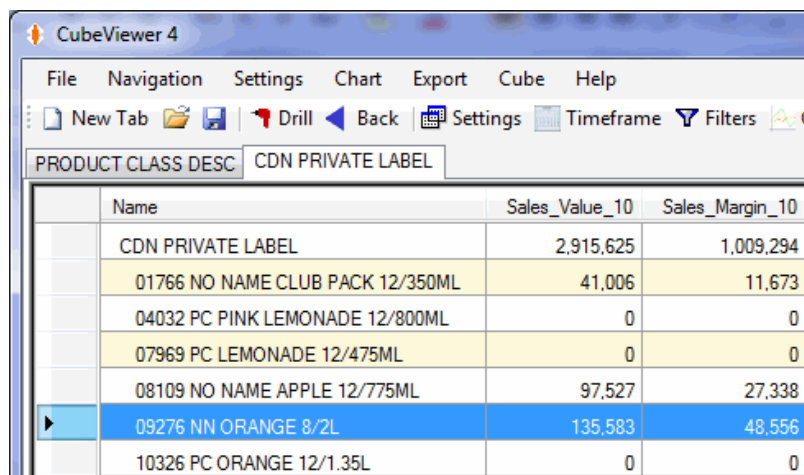 CubeViewer 4
File Navigation Settings Chart Export Cube Help
New Tab Drill Back Settings Timeframe Filters
PRODUCT CLASS DESC CDN PRIVATE LABEL
Name Sales_Value_10 Sales_Margin_10
CDN PRIVATE LABEL 2,915,625 1,009,294
01766 NO NAME CLUB PACK 12/350ML 41,006 11,673
04032 PC PINK LEMONADE 12/800ML 0 0
07969 PC LEMONADE 12/475ML 0 0
08109 NO NAME APPLE 12/775ML 97,527 27,338
09276 NN ORANGE 8/2L 135,583 48,556
10326 PC ORANGE 12/1.35L 0 0